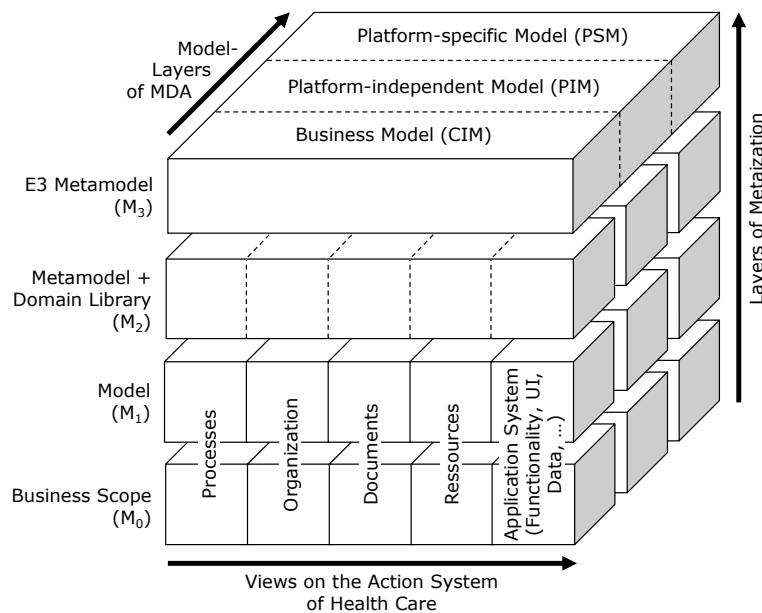 Model-
Layers
of MDA
Platform-specific Model (PSM)
Platform-independent Model (PIM)
Business Model (CIM)
E3 Metamodel
(M3)
Metamodel +
Domain Library
(M2)
Model
(M1)
Business Scope
(M0)
Processes
Organization
Documents
Ressources
Application System
(Functionality, UI,
Data, ...)
Layers of Metaization
Views on the Action System
of Health Care